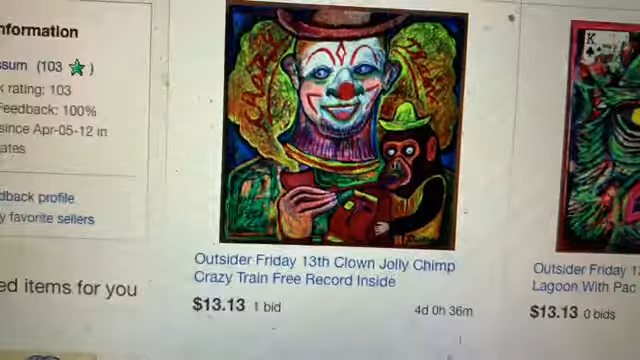 nformation
sum (103 ★ )
k rating: 103
Feedback: 100%
since Apr-05-12 in
ates
dback profile
y favorite sellers
ed items for you
Crazy
Outsider Friday 13th Clown Jolly Chimp
Crazy Train Free Record Inside
$13.13 1 bid
4d 0h 36m
K
Outsider Friday 1
Lagoon With Pac
$13.13 0 bids